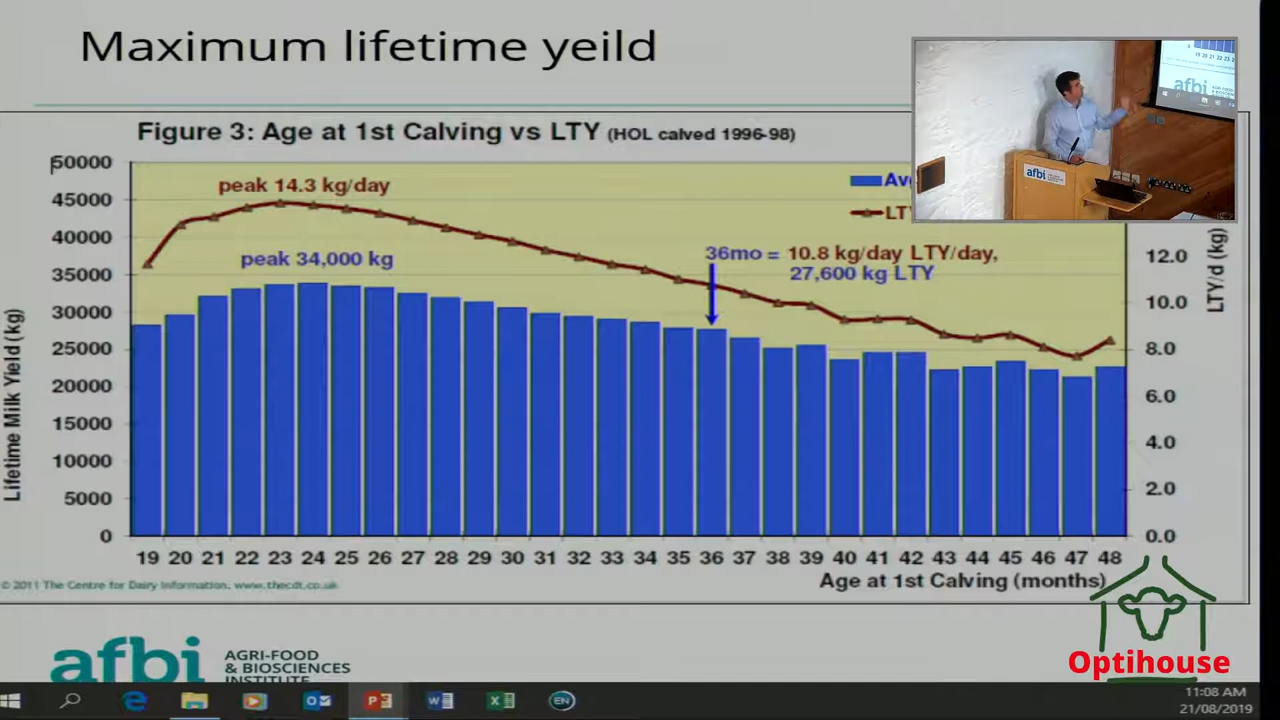 Maximum lifetime yeild
Figure 3: Age at 1st Calving vs LTY (HOL calved 1996-98)
50000
45000
40000
35000
30000
25000
20000
15000
10000
5000
0
Lifetime Milk Yield (kg)
peak 14.3 kg/day
peak 34,000 kg
36mo = 10.8 kg/day LTY/day,
27,600 kg LTY
12.0
10.0
8.0
6.0
4.0
2.0
0.0
LTY/d (kg)
19 20 21 22 23 24 25 26 27 28 29 30 31 32 33 34 35 36 37 38 39 40 41 42 43 44 45 46 47 48
Age at 1st Calving (months)
© 2011 The Centre for Dairy Information, www.thecdt.co.uk
afbi
AGRI-FOOD
& BIOSCIENCES
INSTITUTE
afbi
afbi
Optihouse
EN
11:08 AM
21/08/2019